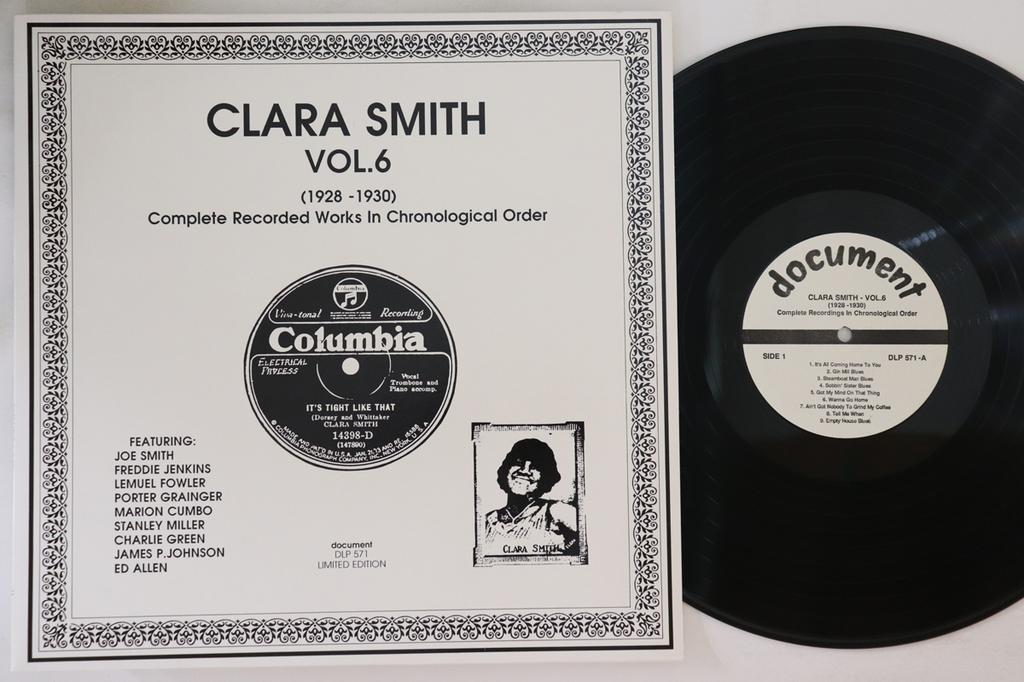 CLARA SMITH
VOL.6
(1928 -1930)
Complete Recorded Works In Chronological Order
Columbia
Viva-tonal Recording
Columbia
ELECTRICAL PROCESS
Vocal
Trombone and
Piano accomp.
IT'S TIGHT LIKE THAT
(Dorsey and Whittaker)
CLARA SMITH
14398-D
(147890)
FEATURING:
JOE SMITH
FREDDIE JENKINS
LEMUEL FOWLER
PORTER GRAINGER
MARION CUMBO
STANLEY MILLER
CHARLIE GREEN
JAMES P.JOHNSON
ED ALLEN
document
DLP 571
LIMITED EDITION
CLARA SMITH
document
CLARA SMITH - VOL.6
(1928 -1930)
Complete Recordings In Chronological Order
SIDE 1 DLP 571 -A
1. It's All Coming Home To You
2. Gin Mill Blues
3. Steamboat Man Blues
4. Sobbin' Sister Blues
5. Got My Mind On That Thing
6. Wanna Go Home
7. Ain't Got Nobody To Grind My Coffee
8. Tell Me When
9. Empty House Blues